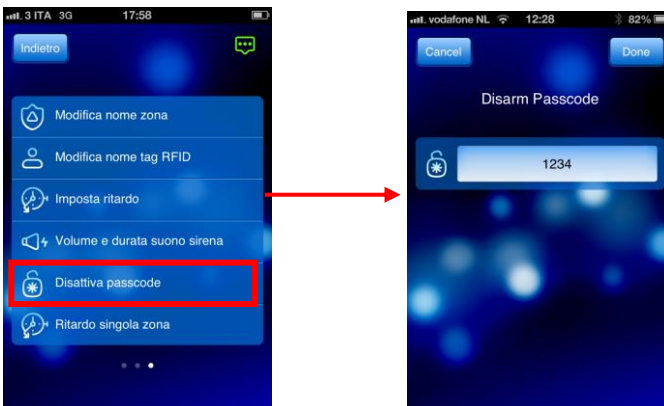 3 ITA 3G 17:58
Indietro
Modifica nome zona
Modifica nome tag RFID
Imposta ritardo
Volume e durata suono sirena
Disattiva passcode
Ritardo singola zona
vodafone NL 12:28 82%
Cancel Done
Disarm Passcode
1234